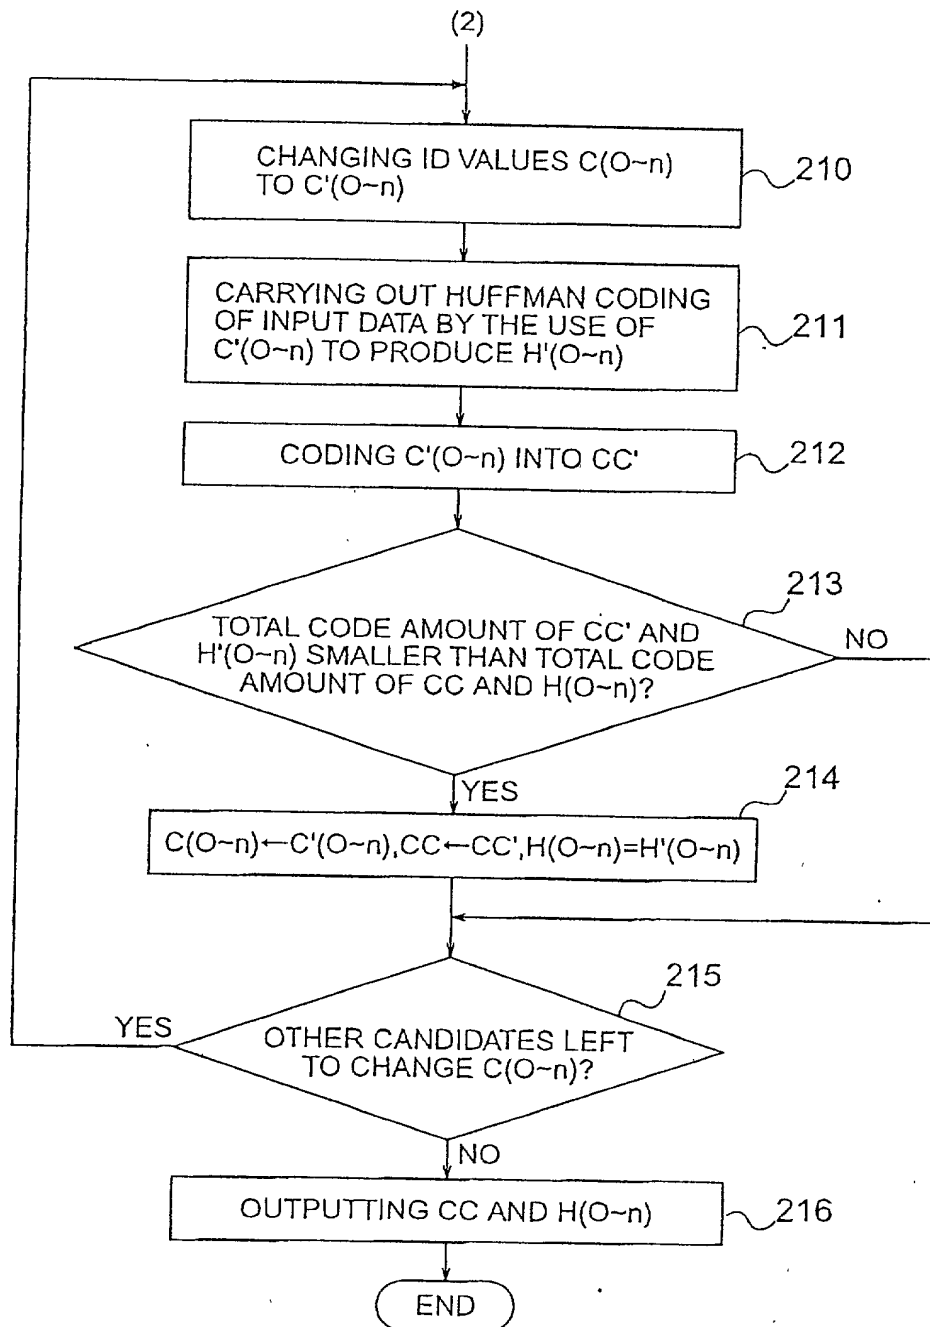 (2)
CHANGING ID VALUES C(O~n)
TO C'(O~n)
210
CARRYING OUT HUFFMAN CODING
OF INPUT DATA BY THE USE OF
C'(O~n) TO PRODUCE H'(O~n)
211
CODING C'(O~n) INTO CC'
212
213
TOTAL CODE AMOUNT OF CC' AND
H'(O~n) SMALLER THAN TOTAL CODE
AMOUNT OF CC AND H(O~n)?
NO
YES
214
C(O~n)←C'(O~n),CC←CC',H(O~n)=H'(O~n)
215
YES
OTHER CANDIDATES LEFT
TO CHANGE C(O~n)?
NO
OUTPUTTING CC AND H(O~n)
216
END